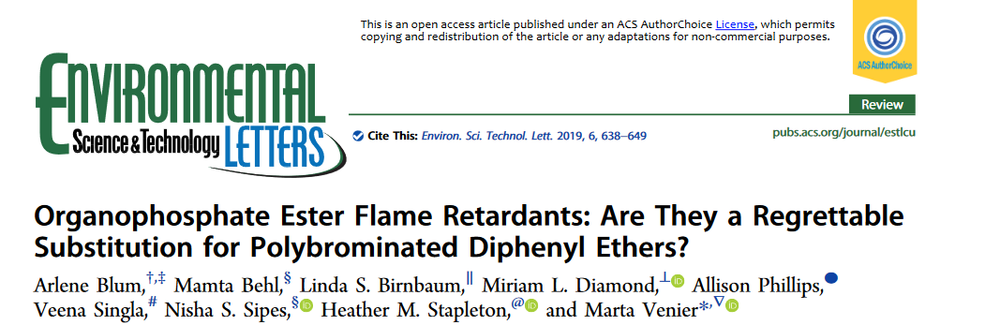 This is an open access article published under an ACS AuthorChoice License, which permits
copying and redistribution of the article or any adaptations for non-commercial purposes.
ACS AuthorChoice
ENVIRONMENTAL
Science & Technology LETTERS
Review
Cite This: Environ. Sci. Technol. Lett. 2019, 6, 638−649
pubs.acs.org/journal/estlcu
Organophosphate Ester Flame Retardants: Are They a Regrettable
Substitution for Polybrominated Diphenyl Ethers?
Arlene Blum,†,‡ Mamta Behl,§ Linda S. Birnbaum,∥ Miriam L. Diamond,⊥ iD Allison Phillips,●
Veena Singla,# Nisha S. Sipes,§ iD Heather M. Stapleton,@ iD and Marta Venier*,∇ iD